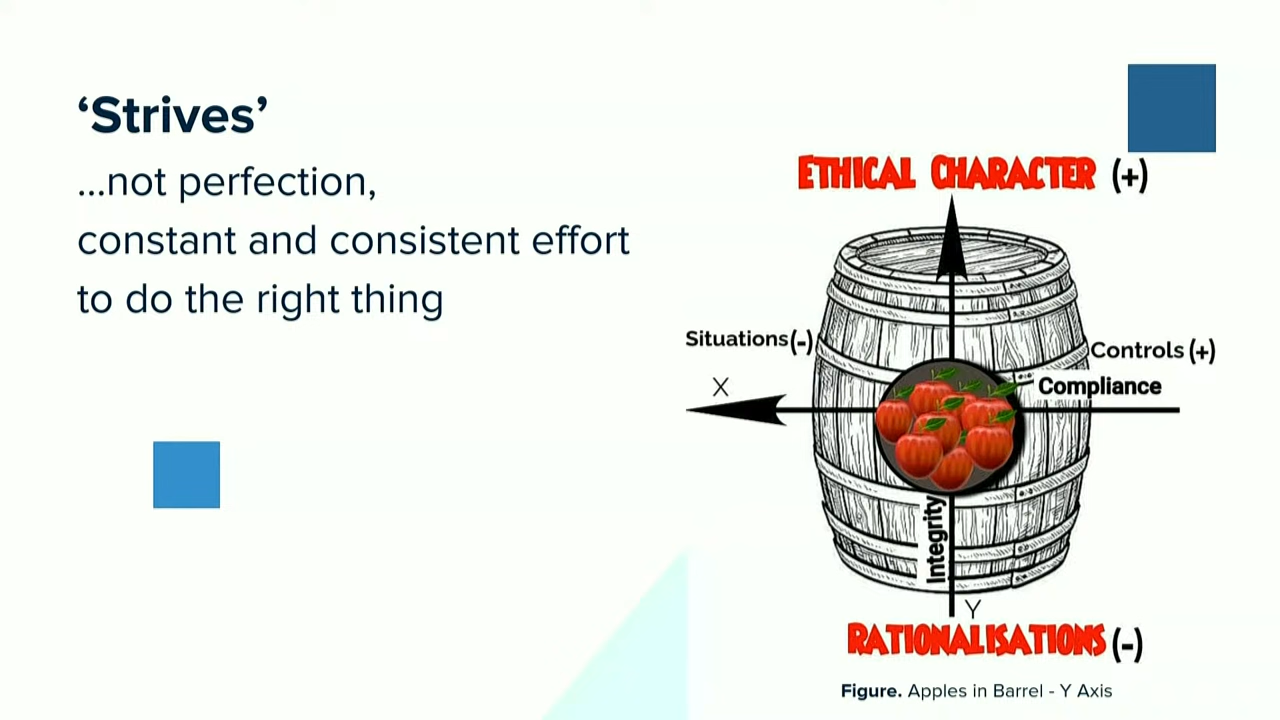 ‘Strives’
...not perfection,
constant and consistent effort
to do the right thing
ETHICAL CHARACTER (+)
Situations(-)
Controls (+)
X
Compliance
Integrity
Y
RATIONALISATIONS (-)
Figure. Apples in Barrel - Y Axis